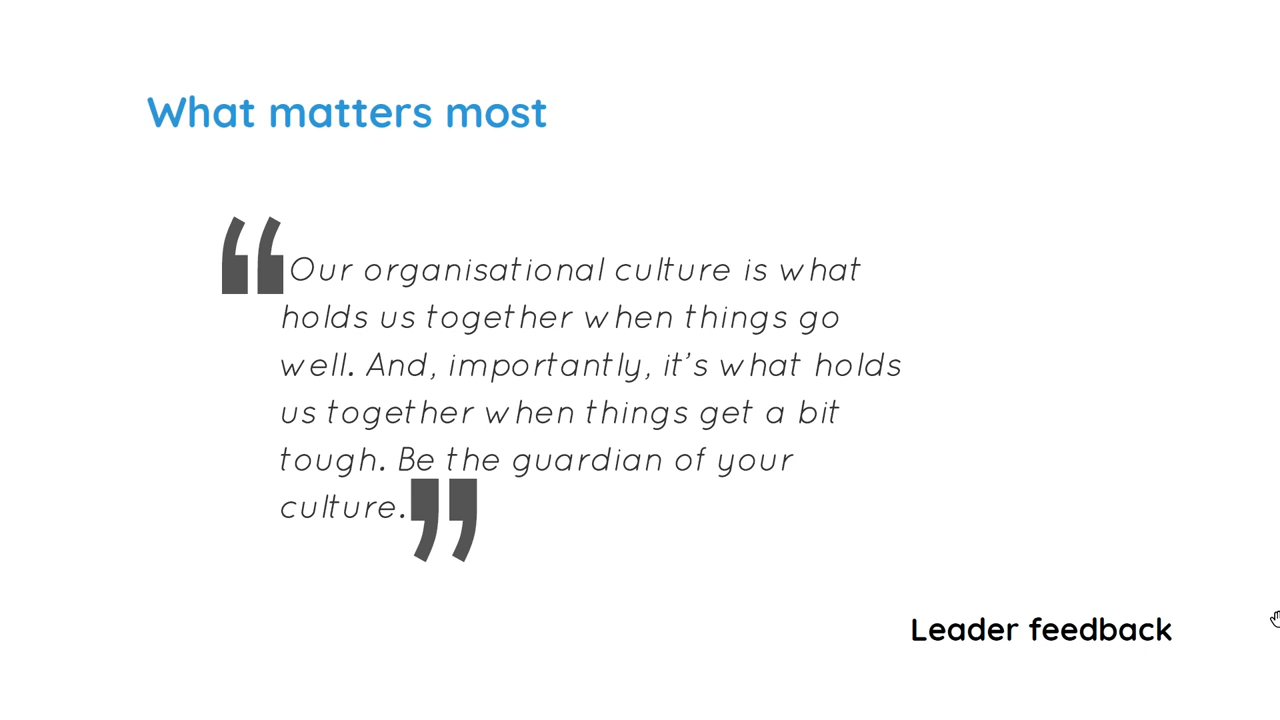 What matters most
“Our organisational culture is what
holds us together when things go
well. And, importantly, it’s what holds
us together when things get a bit
tough. Be the guardian of your
culture.”
Leader feedback